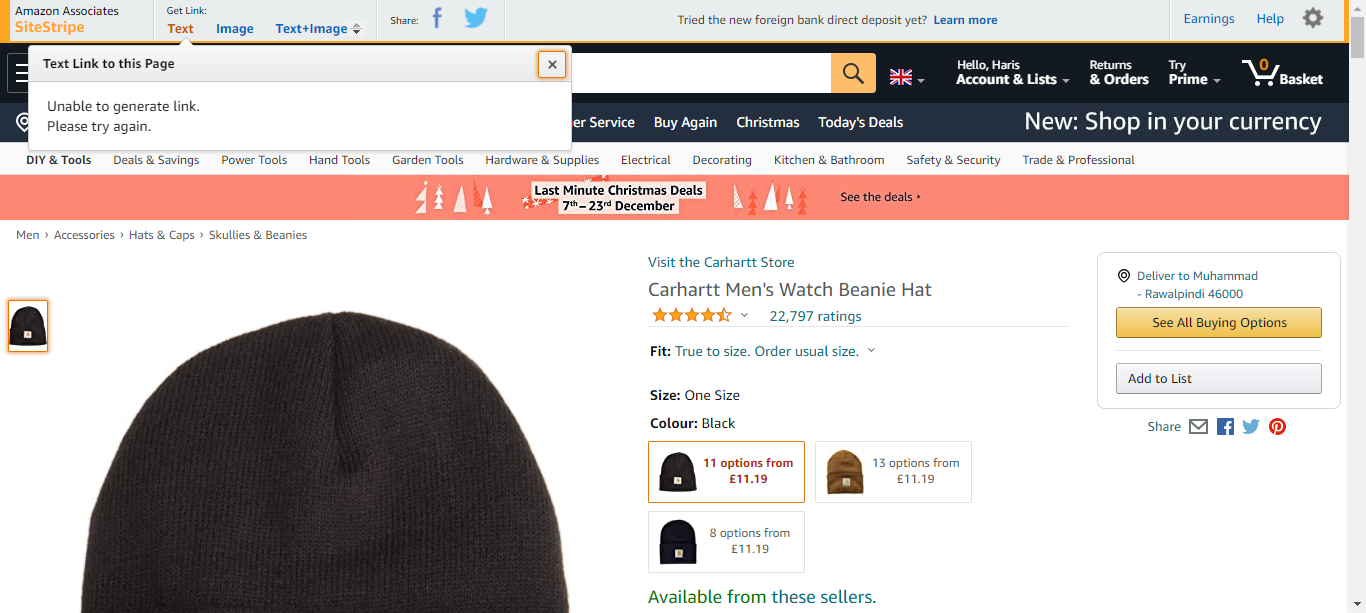 Amazon Associates
SiteStripe
Get Link:
Text Image Text+Image
Share:
Tried the new foreign bank direct deposit yet? Learn more
Earnings Help
Text Link to this Page
Unable to generate link.
Please try again.
Hello, Haris
Account & Lists
Returns
& Orders
Try
Prime
0
Basket
er Service Buy Again Christmas Today's Deals
New: Shop in your currency
DIY & Tools Deals & Savings Power Tools Hand Tools Garden Tools Hardware & Supplies Electrical Decorating Kitchen & Bathroom Safety & Security Trade & Professional
Last Minute Christmas Deals
7th–23rd December
See the deals ›
Men › Accessories › Hats & Caps › Skullies & Beanies
Visit the Carhartt Store
Carhartt Men's Watch Beanie Hat
22,797 ratings
Fit: True to size. Order usual size.
Size: One Size
Colour: Black
11 options from
£11.19
13 options from
£11.19
8 options from
£11.19
Available from these sellers.
Deliver to Muhammad
- Rawalpindi 46000
See All Buying Options
Add to List
Share